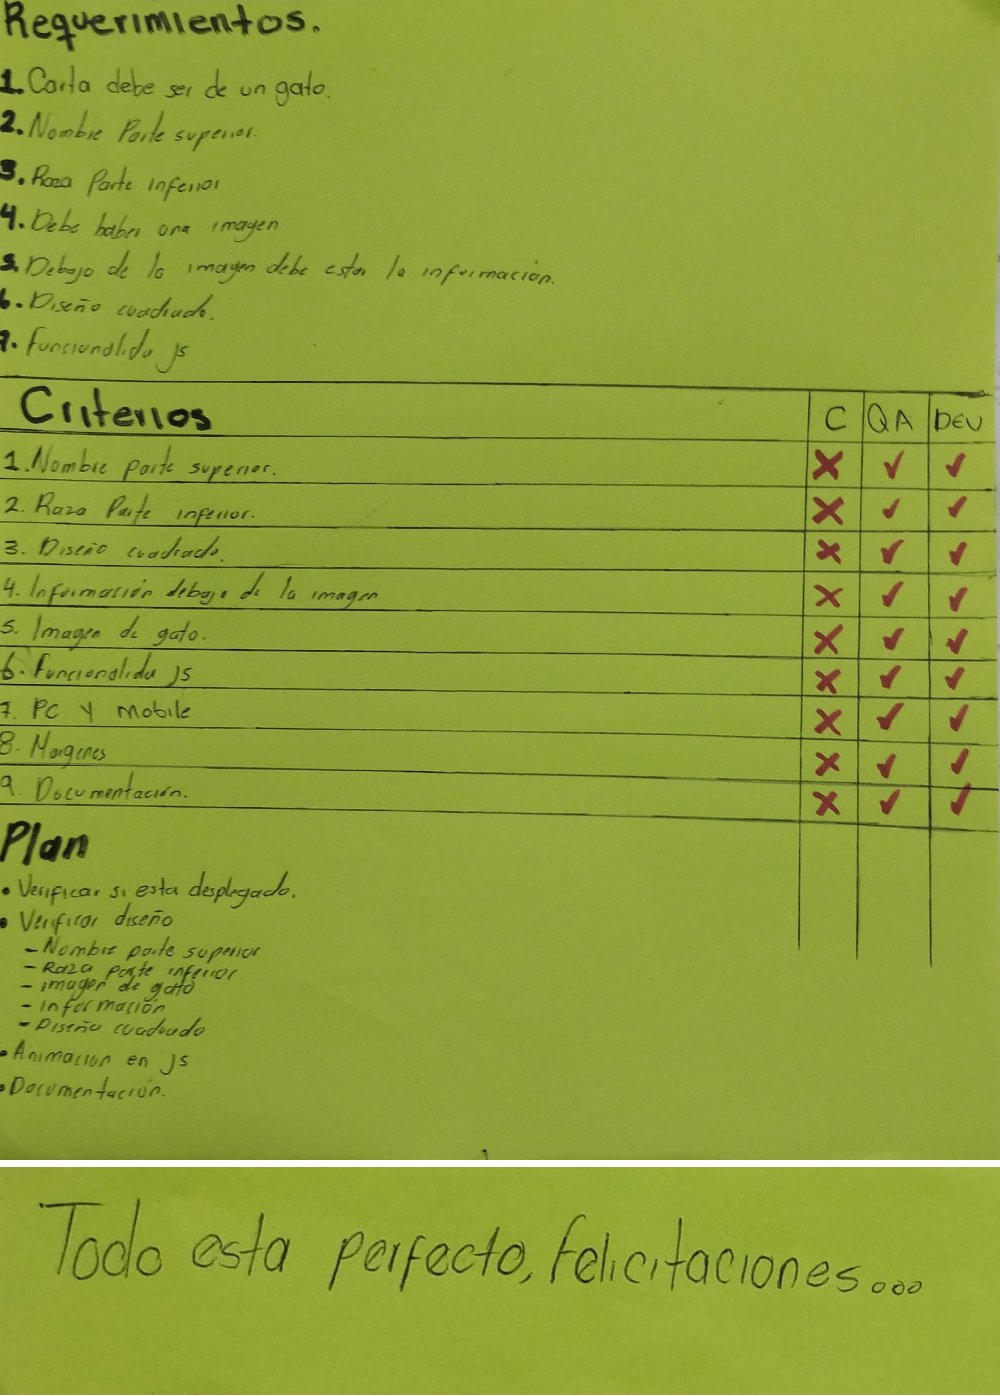 Requerimientos.
1. Carta debe ser de un gato.
2. Nombre Parte superior.
3. Raza Parte inferior
4. Debe haber una imagen
5. Debajo de la imagen debe estar la información.
6. Diseño cuadrado.
7. Funcionalida js
Criterios C QA DEV
1. Nombre parte superior. X ✓ ✓
2. Raza Parte inferior. X ✓ ✓
3. Diseño cuadrado. X ✓ ✓
4. Información debajo de la imagen X ✓ ✓
5. Imagen de gato. X ✓ ✓
6. Funcionalida js X ✓ ✓
7. PC Y Mobile X ✓ ✓
8. Margenes X ✓ ✓
9. Documentación. X ✓ ✓
Plan
• Verificar si esta desplegado.
• Verificar diseño
- Nombre parte superior
- Raza parte inferior
- imagen de gato
- información
- Diseño cuadrado
• Animacion en js
• Documentación.
Todo esta perfecto, felicitaciones...